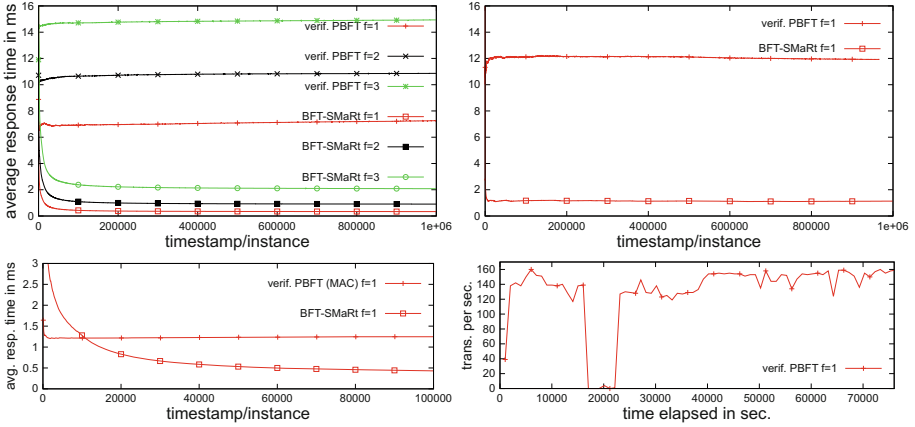 average response time in ms
16
14
12
10
8
6
4
2
0
verif. PBFT f=1
verif. PBFT f=2
verif. PBFT f=3
BFT-SMaRt f=1
BFT-SMaRt f=2
BFT-SMaRt f=3
0 200000 400000 600000 800000 1e+06
timestamp/instance
16
14
12
10
8
6
4
2
0
verif. PBFT f=1
BFT-SMaRt f=1
0 200000 400000 600000 800000 1e+06
timestamp/instance
avg. resp. time in ms
3
2.5
2
1.5
1
0.5
0
verif. PBFT (MAC) f=1
BFT-SMaRt f=1
0 20000 40000 60000 80000 100000
timestamp/instance
trans. per sec.
160
140
120
100
80
60
40
20
0
verif. PBFT f=1
0 10000 20000 30000 40000 50000 60000 70000
time elapsed in sec.